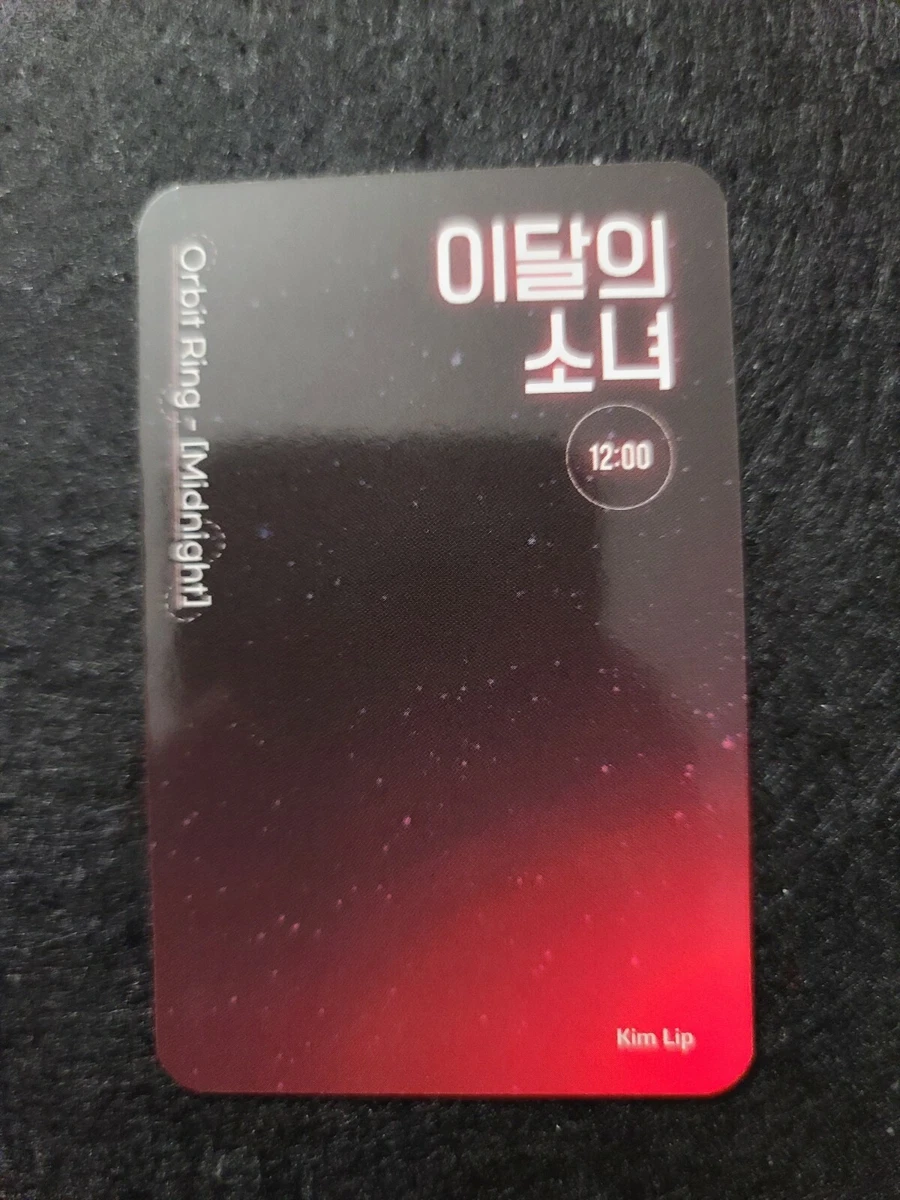 이달의
소녀
12:00
Orbit Ring - [Midnight]
Kim Lip